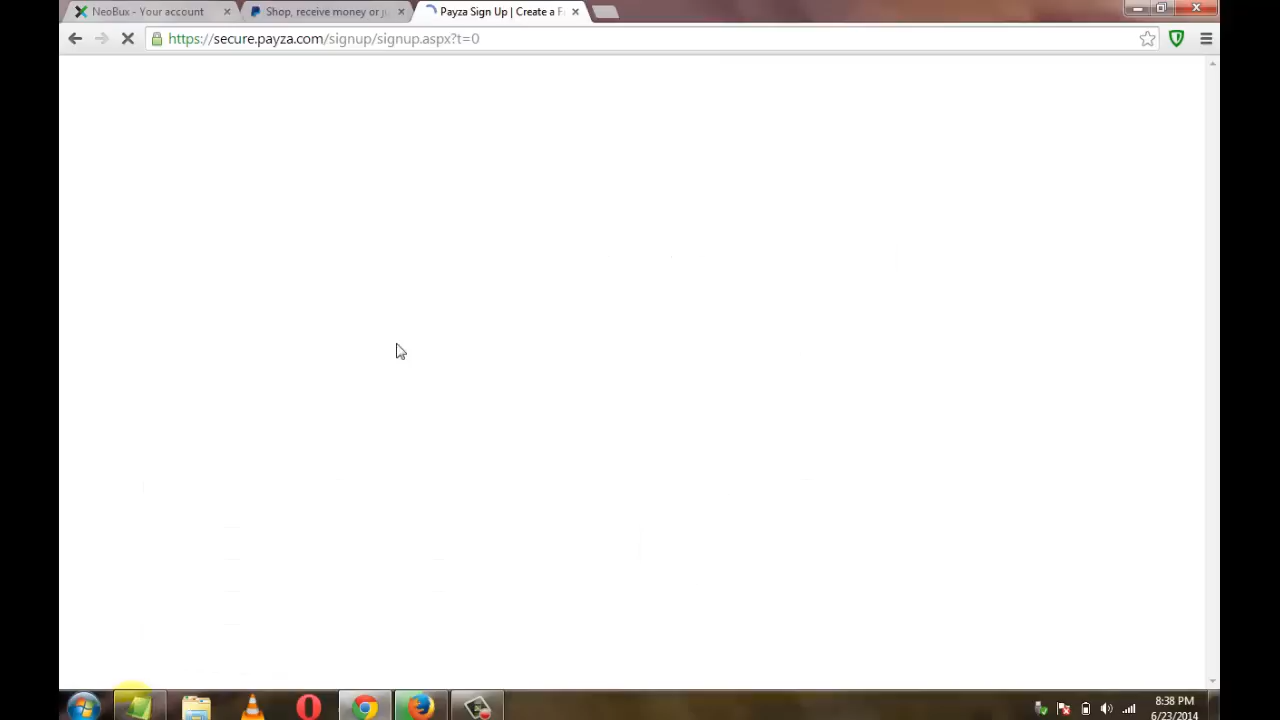 NeoBux - Your account
Shop, receive money or ju
Payza Sign Up | Create a F
https://secure.payza.com/signup/signup.aspx?t=0
8:38 PM
6/23/2014